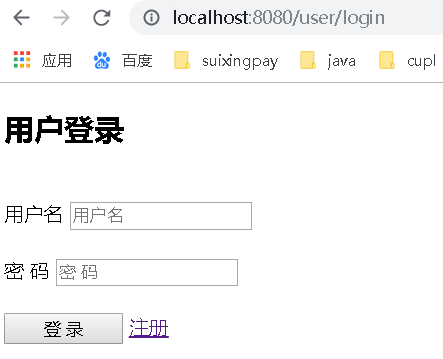 localhost:8080/user/login
应用 百度 suixingpay java cupl
用户登录
用户名 用户名
密 码 密 码
登 录 注册